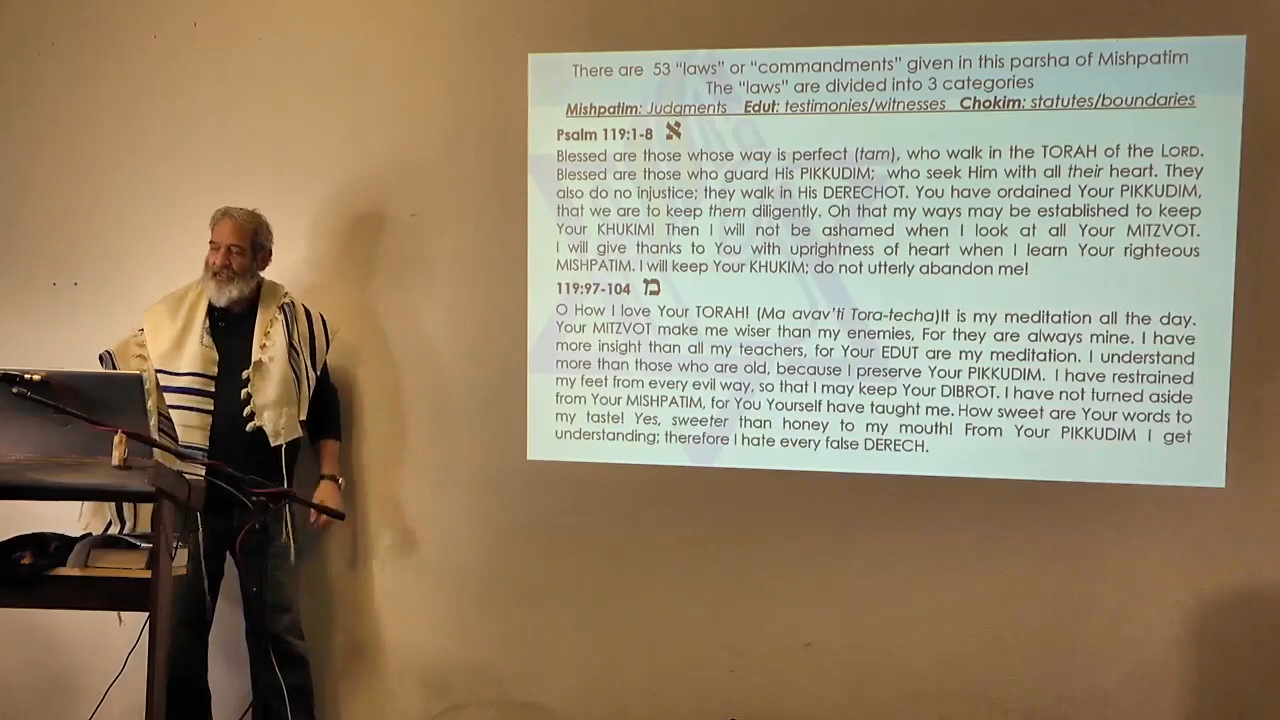 There are 53 "laws" or "commandments" given in this parsha of Mishpatim
The "laws" are divided into 3 categories
Mishpatim: Judgments Edut: testimonies/witnesses Chokim: statutes/boundaries
Psalm 119:1-8 א
Blessed are those whose way is perfect (tam), who walk in the TORAH of the LORD.
Blessed are those who guard His PIKKUDIM; who seek Him with all their heart. They
also do no injustice; they walk in His DERECHOT. You have ordained Your PIKKUDIM,
that we are to keep them diligently. Oh that my ways may be established to keep
Your KHUKIM! Then I will not be ashamed when I look at all Your MITZVOT.
I will give thanks to You with uprightness of heart when I learn Your righteous
MISHPATIM. I will keep Your KHUKIM; do not utterly abandon me!
119:97-104 מ
O How I love Your TORAH! (Ma avav'ti Tora-techa)It is my meditation all the day.
Your MITZVOT make me wiser than my enemies, For they are always mine. I have
more insight than all my teachers, for Your EDUT are my meditation. I understand
more than those who are old, because I preserve Your PIKKUDIM. I have restrained
my feet from every evil way, so that I may keep Your DIBROT. I have not turned aside
from Your MISHPATIM, for You Yourself have taught me. How sweet are Your words to
my taste! Yes, sweeter than honey to my mouth! From Your PIKKUDIM I get
understanding; therefore I hate every false DERECH.